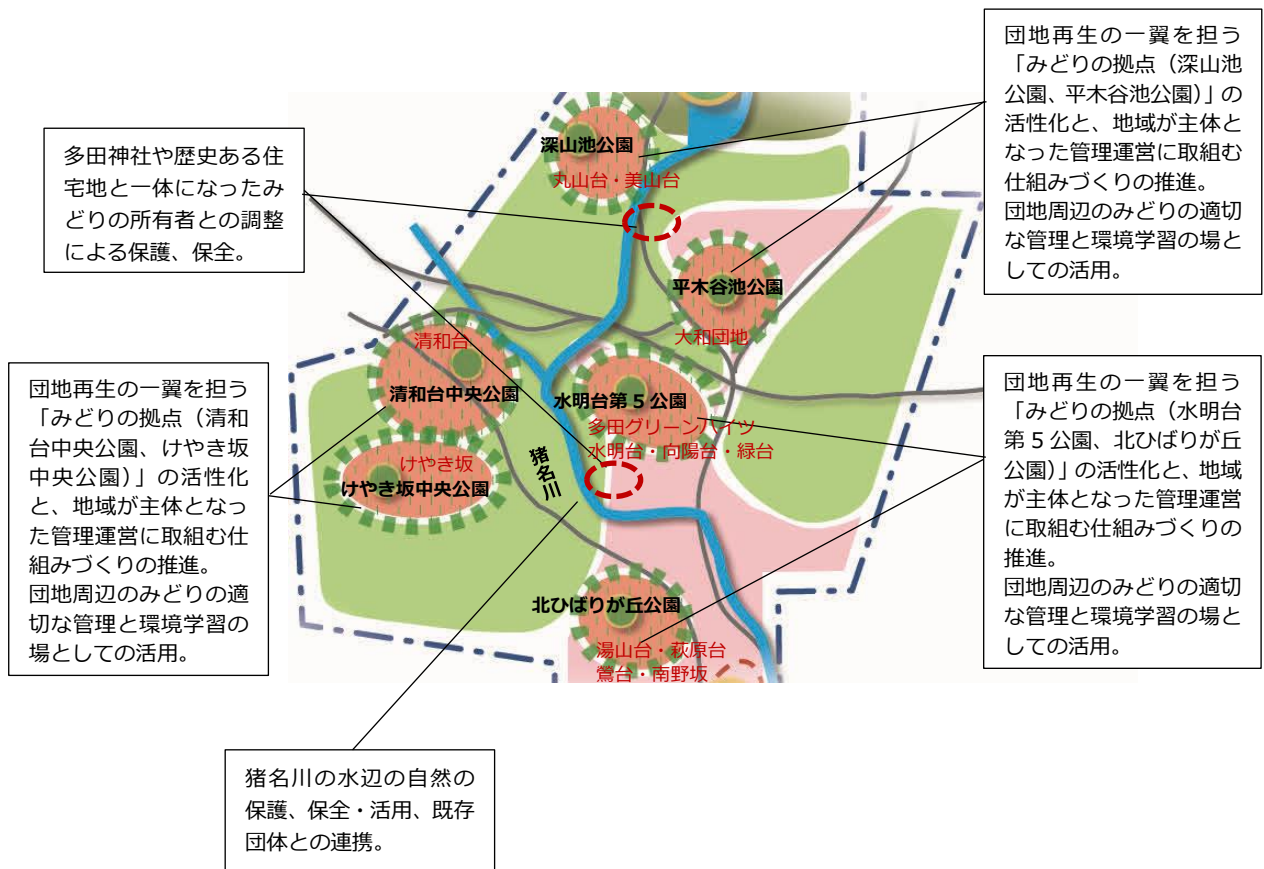 団地再生の一翼を担う
「みどりの拠点（深山池
公園、平木谷池公園）」の
活性化と、地域が主体と
なった管理運営に取組む
仕組みづくりの推進。
団地周辺のみどりの適切
な管理と環境学習の場と
しての活用。
多田神社や歴史ある住
宅地と一体になったみ
どりの所有者との調整
による保護、保全。
深山池公園
丸山台・美山台
平木谷池公園
大和団地
清和台
清和台中央公園
水明台第５公園
多田グリーンハイツ
水明台・向陽台・緑台
けやき坂
けやき坂中央公園
猪名川
北ひばりが丘公園
湯山台・萩原台
鶯台・南野坂
団地再生の一翼を担う
「みどりの拠点（清和
台中央公園、けやき坂
中央公園）」の活性化
と、地域が主体となっ
た管理運営に取組む仕
組みづくりの推進。
団地周辺のみどりの適
切な管理と環境学習の
場としての活用。
団地再生の一翼を担う
「みどりの拠点（水明台
第５公園、北ひばりが丘
公園）」の活性化と、地域
が主体となった管理運営
に取組む仕組みづくりの
推進。
団地周辺のみどりの適切
な管理と環境学習の場と
しての活用。
猪名川の水辺の自然の
保護、保全・活用、既存
団体との連携。